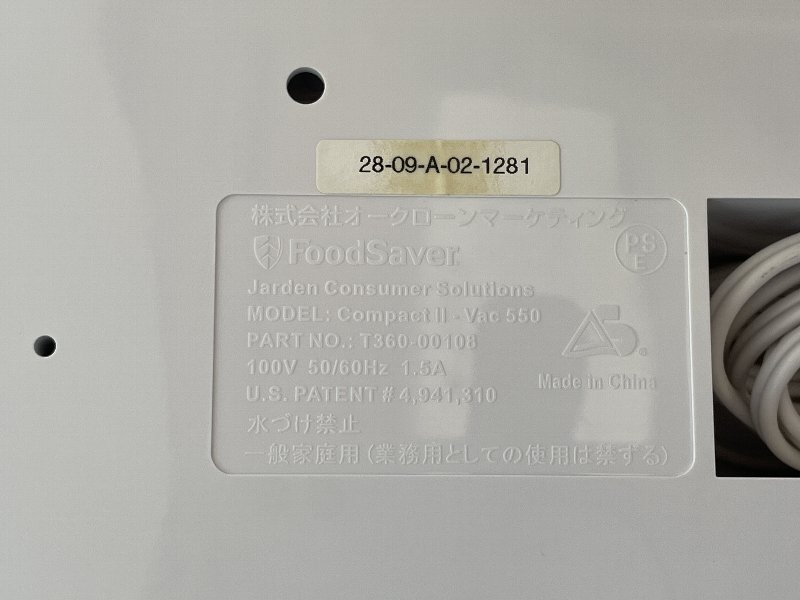 28-09-A-02-1281
株式会社オークローンマーケティング
FoodSaver
PS
E
Jarden Consumer Solutions
MODEL: Compact II - Vac 550
PART NO.: T360-00108
100V 50/60Hz 1.5A
Made in China
U.S. PATENT # 4,941,310
水づけ禁止
一般家庭用 (業務用としての使用は禁ずる)